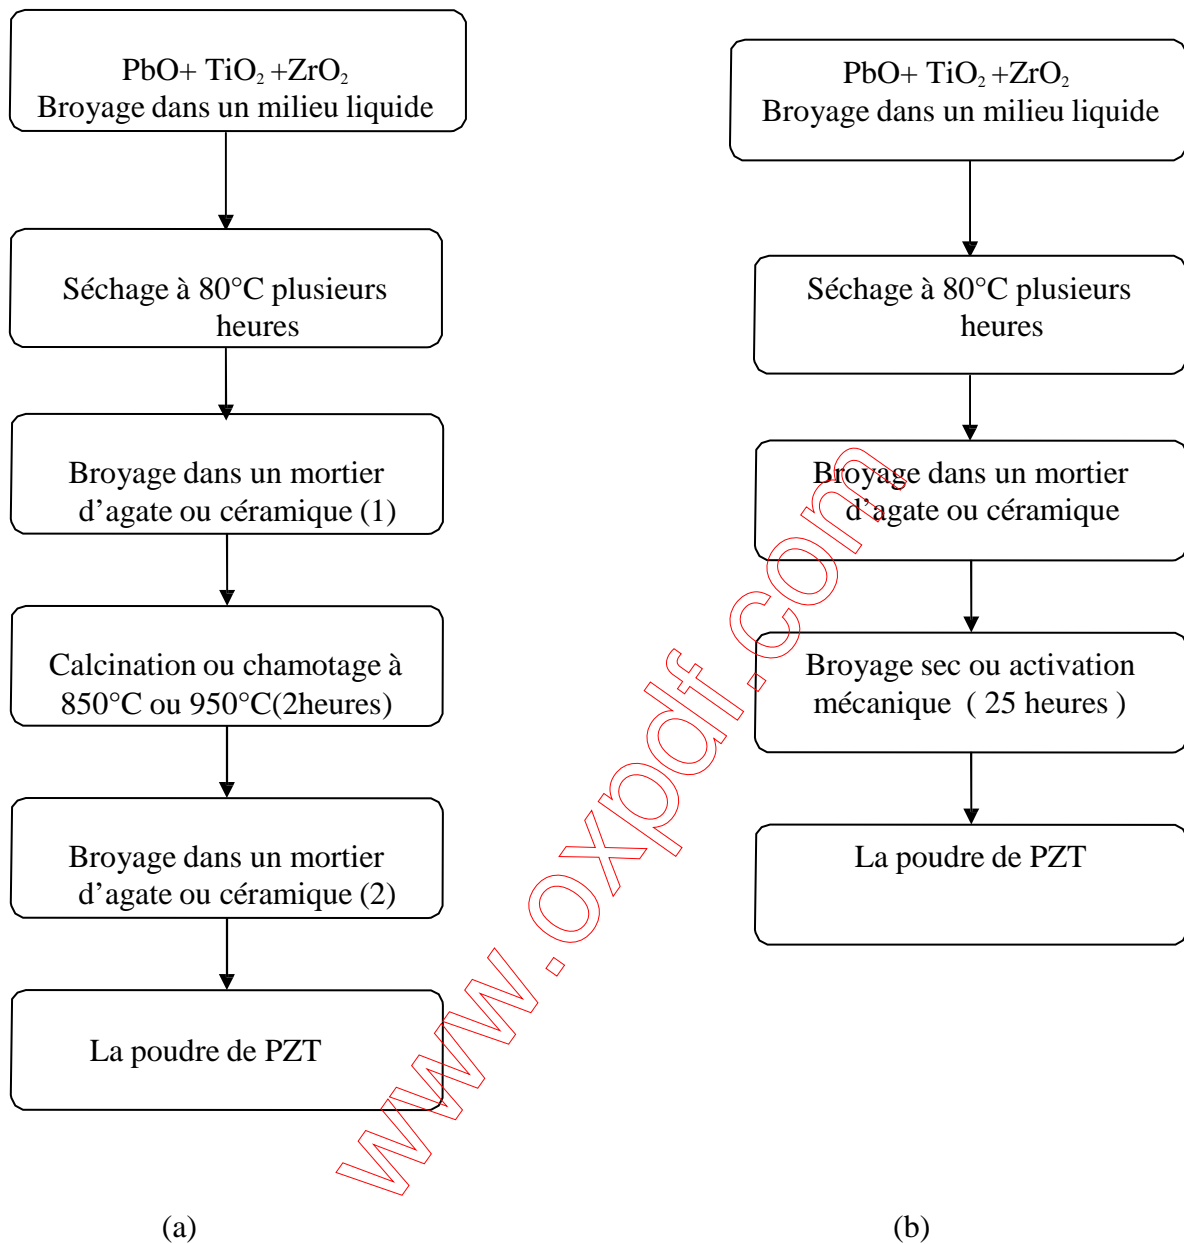 PbO+ TiO₂ +ZrO₂
Broyage dans un milieu liquide
Séchage à 80°C plusieurs
heures
Broyage dans un mortier
d’agate ou céramique (1)
Calcination ou chamotage à
850°C ou 950°C(2heures)
Broyage dans un mortier
d’agate ou céramique (2)
La poudre de PZT
(a)
PbO+ TiO₂ +ZrO₂
Broyage dans un milieu liquide
Séchage à 80°C plusieurs
heures
Broyage dans un mortier
d’agate ou céramique
Broyage sec ou activation
mécanique ( 25 heures )
La poudre de PZT
(b)
www.oxpdf.com